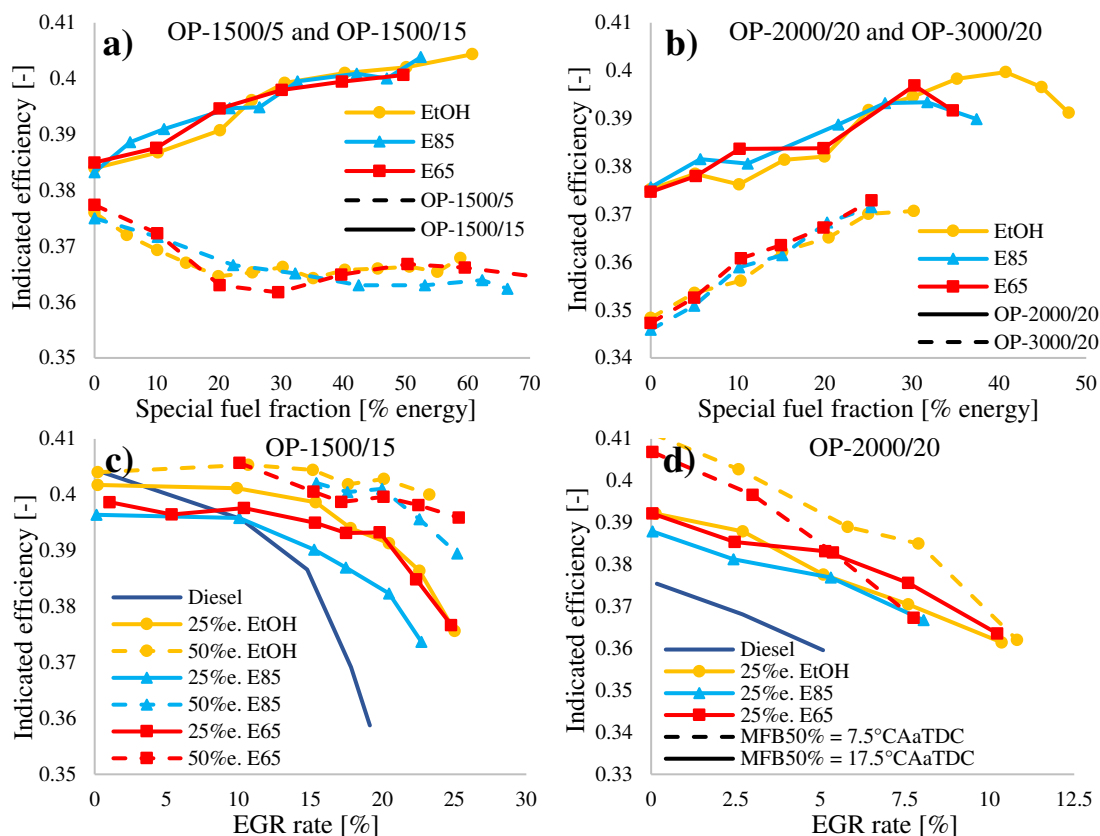 a)
OP-1500/5 and OP-1500/15
Indicated efficiency [-]
0.41
0.4
0.39
0.38
0.37
0.36
0.35
EtOH
E85
E65
OP-1500/5
OP-1500/15
0 10 20 30 40 50 60 70
Special fuel fraction [% energy]
b)
OP-2000/20 and OP-3000/20
Indicated efficiency [-]
0.41
0.4
0.39
0.38
0.37
0.36
0.35
0.34
EtOH
E85
E65
OP-2000/20
OP-3000/20
0 10 20 30 40 50
Special fuel fraction [% energy]
c)
OP-1500/15
Indicated efficiency [-]
0.41
0.4
0.39
0.38
0.37
0.36
0.35
Diesel
25%e. EtOH
50%e. EtOH
25%e. E85
50%e. E85
25%e. E65
50%e. E65
0 5 10 15 20 25 30
EGR rate [%]
d)
OP-2000/20
Indicated efficiency [-]
0.41
0.4
0.39
0.38
0.37
0.36
0.35
0.34
0.33
Diesel
25%e. EtOH
25%e. E85
25%e. E65
MFB50% = 7.5°CAaTDC
MFB50% = 17.5°CAaTDC
0 2.5 5 7.5 10 12.5
EGR rate [%]